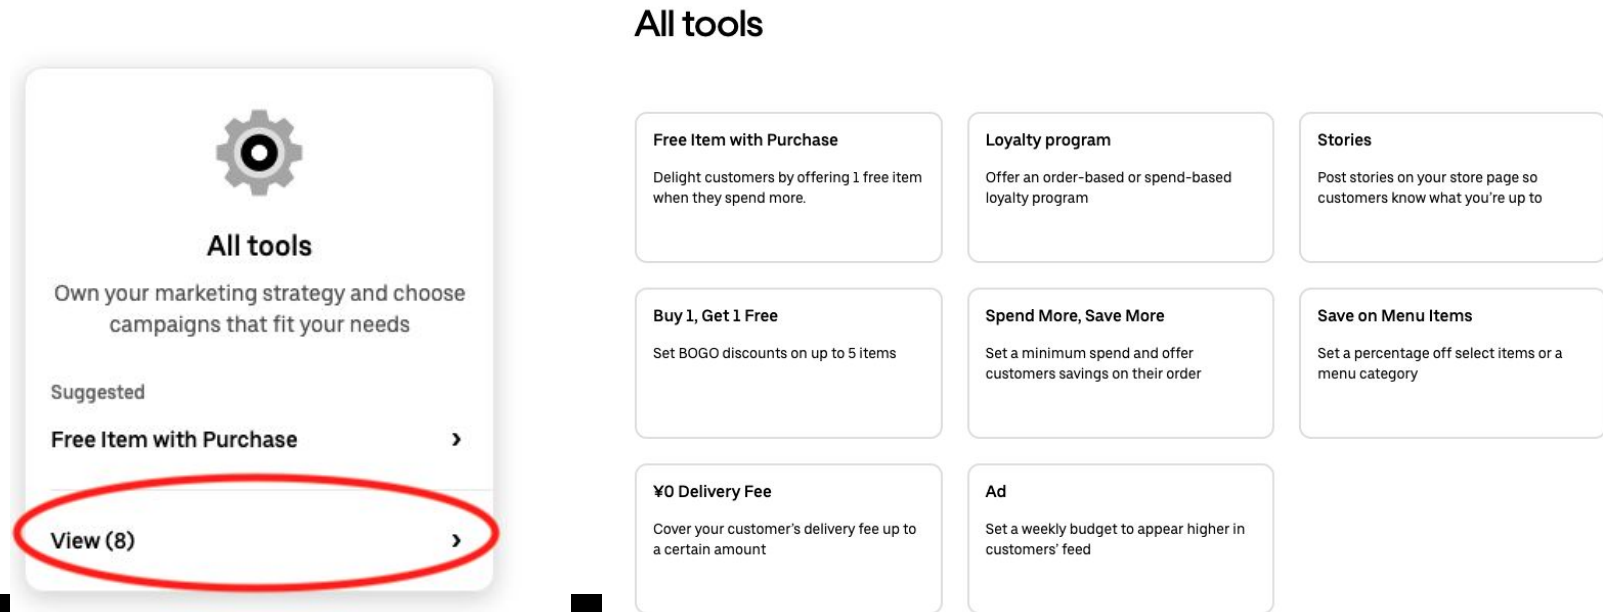 All tools
Own your marketing strategy and choose
campaigns that fit your needs
Suggested
Free Item with Purchase
View (8)
All tools
Free Item with Purchase
Delight customers by offering 1 free item
when they spend more.
Loyalty program
Offer an order-based or spend-based
loyalty program
Stories
Post stories on your store page so
customers know what you're up to
Buy 1, Get 1 Free
Set BOGO discounts on up to 5 items
Spend More, Save More
Set a minimum spend and offer
customers savings on their order
Save on Menu Items
Set a percentage off select items or a
menu category
¥0 Delivery Fee
Cover your customer's delivery fee up to
a certain amount
Ad
Set a weekly budget to appear higher in
customers' feed